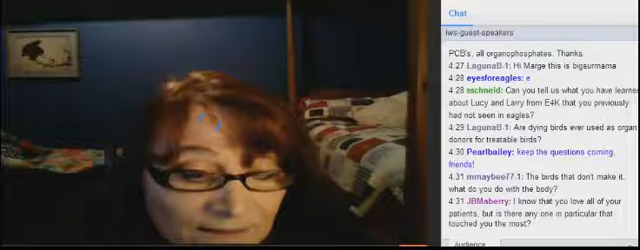 Chat
iws-guest-speakers
PCB's, all organophosphates. Thanks.
4:27 LagunaB-1: Hi Marge this is bigsurmama
4:28 eyesforeagles: e
4:28 sschneid: Can you tell us what you have learne
about Lucy and Larry from E4K that you previously
had not seen in eagles?
4:29 LagunaB-1: Are dying birds ever used as organ
donors for treatable birds?
4:30 Pearlbailey: keep the questions coming,
friends!
4:31 mmaybee77-1: The birds that don't make it,
what do you do with the body?
4:31 JBMaberry: I know that you love all of your
patients, but is there any one in particular that
touched you the most?
Audience